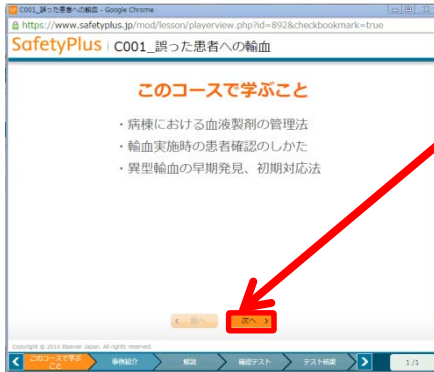 C001_誤った患者への輸血 - Google Chrome
https://www.safetyplus.jp/mod/lesson/playerview.php?id=892&checkbookmark=true
SafetyPlus | C001_誤った患者への輸血
このコースで学ぶこと
・病棟における血液製剤の管理法
・輸血実施時の患者確認のしかた
・異型輸血の早期発見、初期対応法
< 前へ
次へ >
Copyright © 2015 Elsevier Japan. All rights reserved.
このコースで学ぶ
こと
事例紹介
解説
確認テスト
テスト結果
1 /1